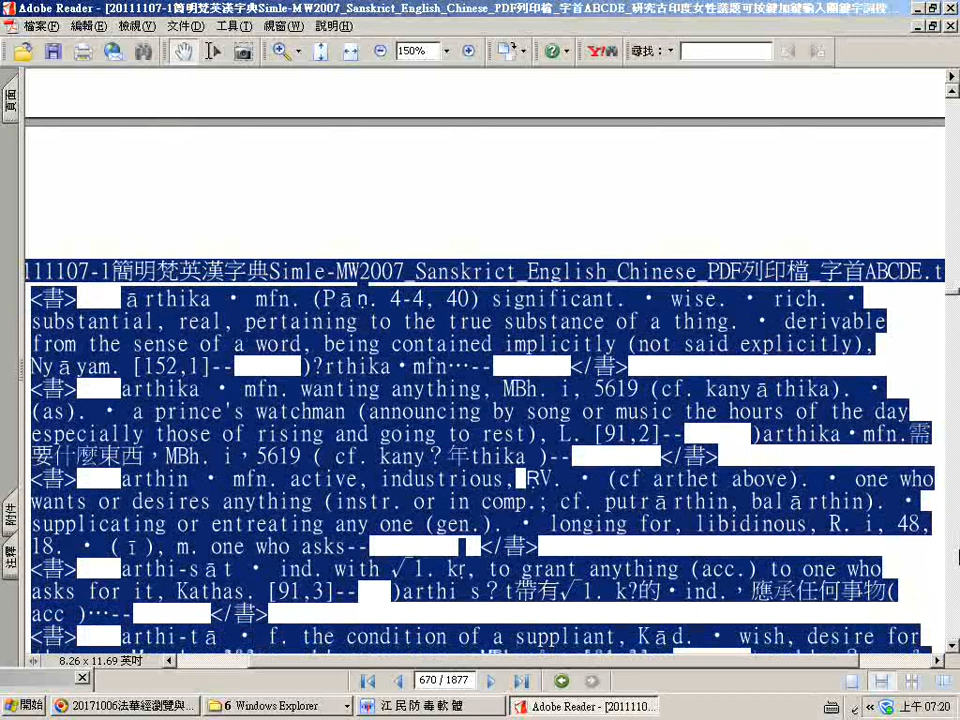 Adobe Reader - [20111107-1簡明梵英漢字典Simle-MW2007_Sanskrict_English_Chinese_PDF列印檔_字首ABCDE_研究古印度女性議題可按鍵加鍵輸入關鍵字詞搜...
檔案(F) 編輯(E) 檢視(V) 文件(D) 工具(T) 視窗(W) 說明(H)
150% 尋找:
頁面
111107-1簡明梵英漢字典Simle-MW2007_Sanskrict_English_Chinese_PDF列印檔_字首ABCDE.t
<書> ārthika • mfn. (Pāṇ. 4-4, 40) significant. • wise. • rich. •
substantial, real, pertaining to the true substance of a thing. • derivable
from the sense of a word, being contained implicitly (not said explicitly),
Nyāyam. [152,1]-- )?rthika•mfn…-- </書>
<書> arthika • mfn. wanting anything, MBh. i, 5619 (cf. kanyāthika). •
(as). • a prince's watchman (announcing by song or music the hours of the day
especially those of rising and going to rest), L. [91,2]-- )arthika•mfn.需
要什麼東西，MBh. i，5619 ( cf. kany？年thika )-- </書>
<書> arthin • mfn. active, industrious, RV. • (cf arthet above). • one who
wants or desires anything (instr. or in comp.; cf. putrārthin, balārthin). •
supplicating or entreating any one (gen.). • longing for, libidinous, R. i, 48,
18. • (ī), m. one who asks-- </書>
<書> arthi-sāt • ind. with √1. kṛ, to grant anything (acc.) to one who
asks for it, Kathas. [91,3]-- )arthi s？t帶有√1. k?的•ind.，應承任何事物(
acc )…-- </書>
<書> arthi-tā • f. the condition of a suppliant, Kād. • wish, desire for
附件
註釋
8.26 x 11.69 英吋
670 / 1877
開始 20171006法華經瀏覽與... 6 Windows Explorer 江民防毒軟體 Adobe Reader - [2011110... 上午 07:20